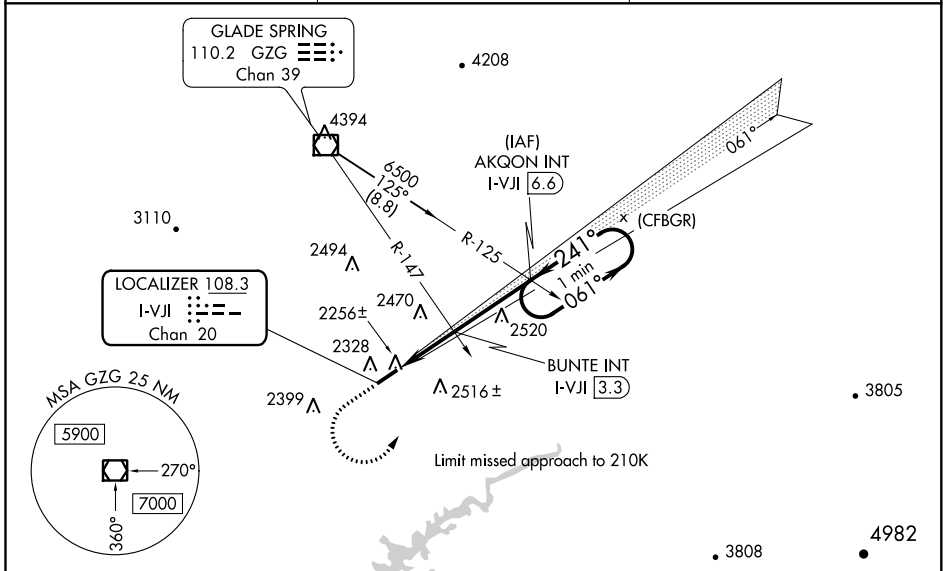 GLADE SPRING
110.2 GZG
Chan 39
4208
4394
(IAF)
AKQON INT
I-VJI 6.6
061°
6500
125°
(8.8)
3110
R-125
x (CFBGR)
241°
1 min
061°
2494
R-147
LOCALIZER 108.3
I-VJI
Chan 20
2470
2256±
2520
2328
BUNTE INT
I-VJI 3.3
2399
2516±
3805
MSA GZG 25 NM
5900
270°
7000
360°
Limit missed approach to 210K
4982
3808